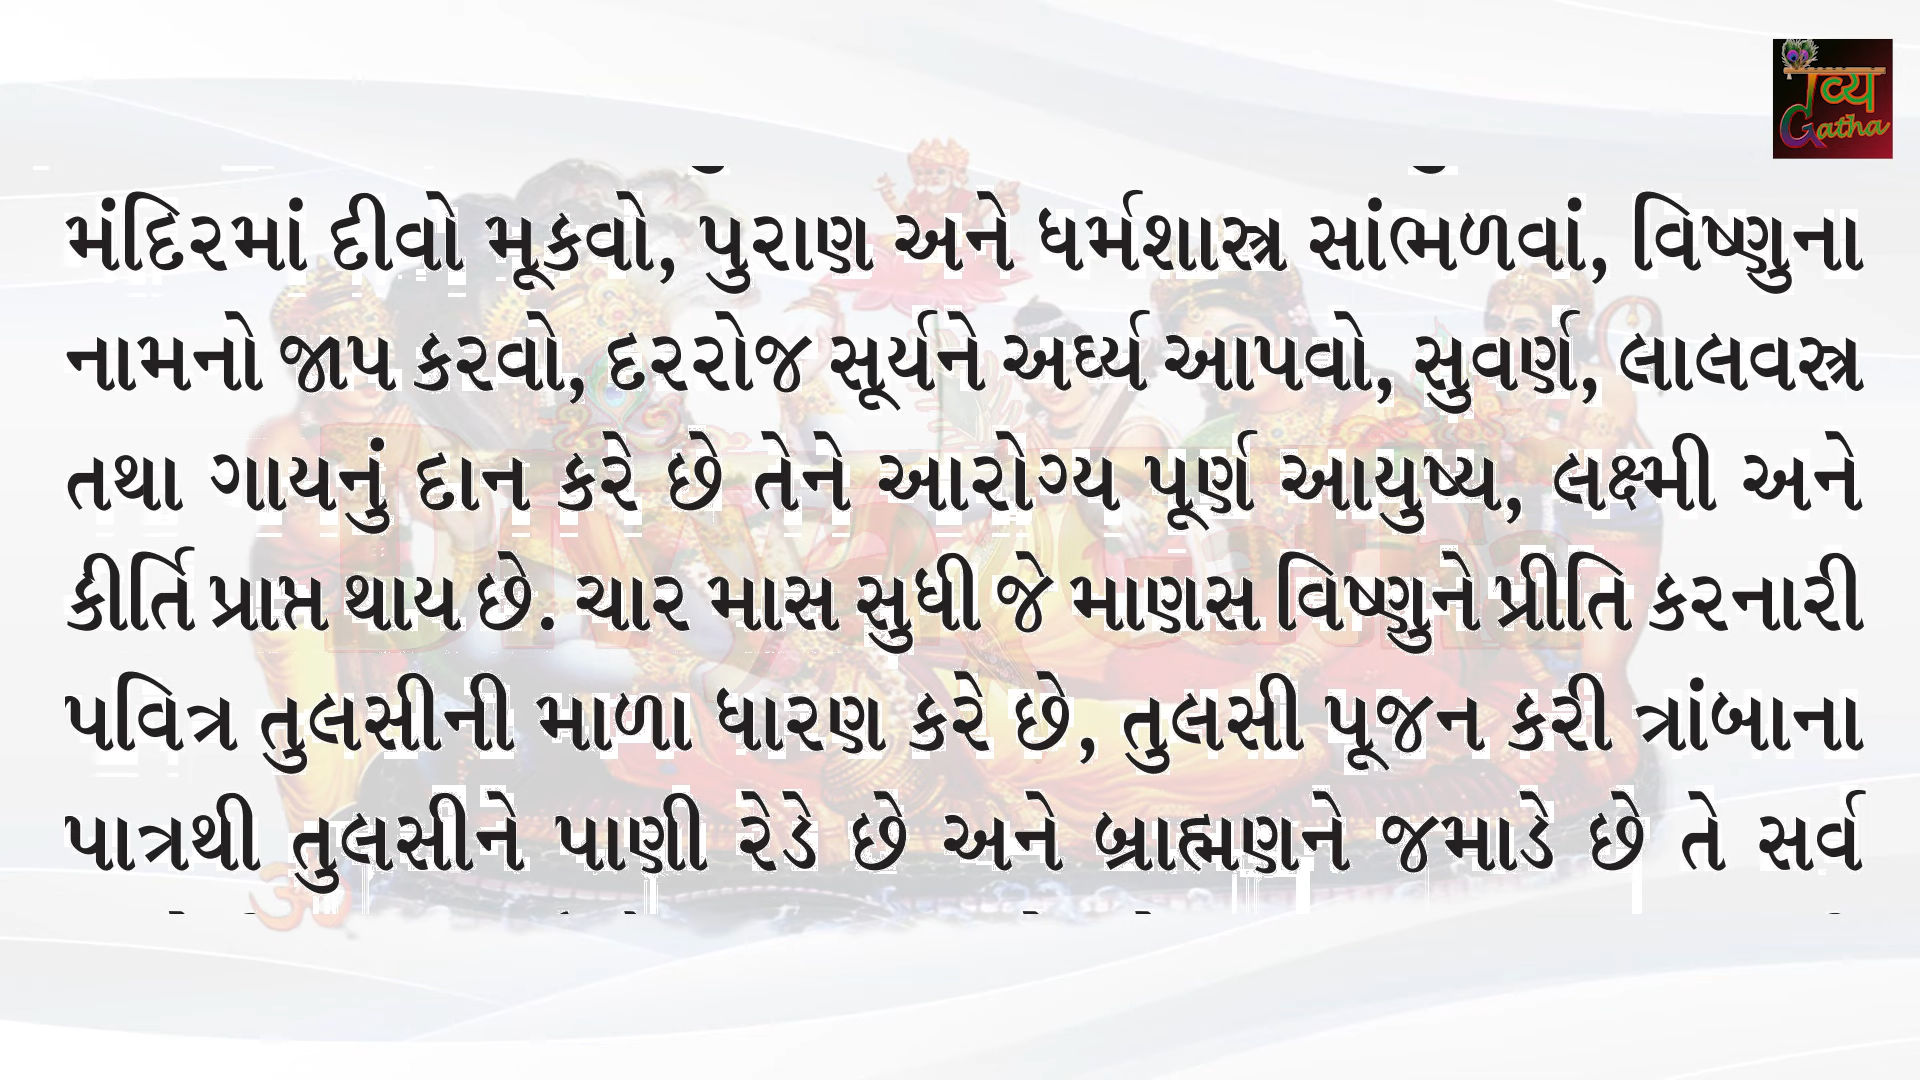 વ્ય
Gatha
મંદિરમાં દીવો મૂકવો, પુરાણ અને ધર્મશાસ્ત્ર સાંભળવાં, વિષ્ણુના
નામનો જાપ કરવો, દરરોજ સૂર્યને અર્ઘ્ય આપવો, સુવર્ણ, લાલવસ્ત્ર
તથા ગાયનું દાન કરે છે તેને આરોગ્ય પૂર્ણ આયુષ્ય, લક્ષ્મી અને
કીર્તિ પ્રાપ્ત થાય છે. ચાર માસ સુધી જે માણસ વિષ્ણુને પ્રીતિ કરનારી
પવિત્ર તુલસીની માળા ધારણ કરે છે, તુલસી પૂજન કરી ત્રાંબાના
પાત્રથી તુલસીને પાણી રેડે છે અને બ્રાહ્મણને જમાડે છે તે સર્વ
ॐ